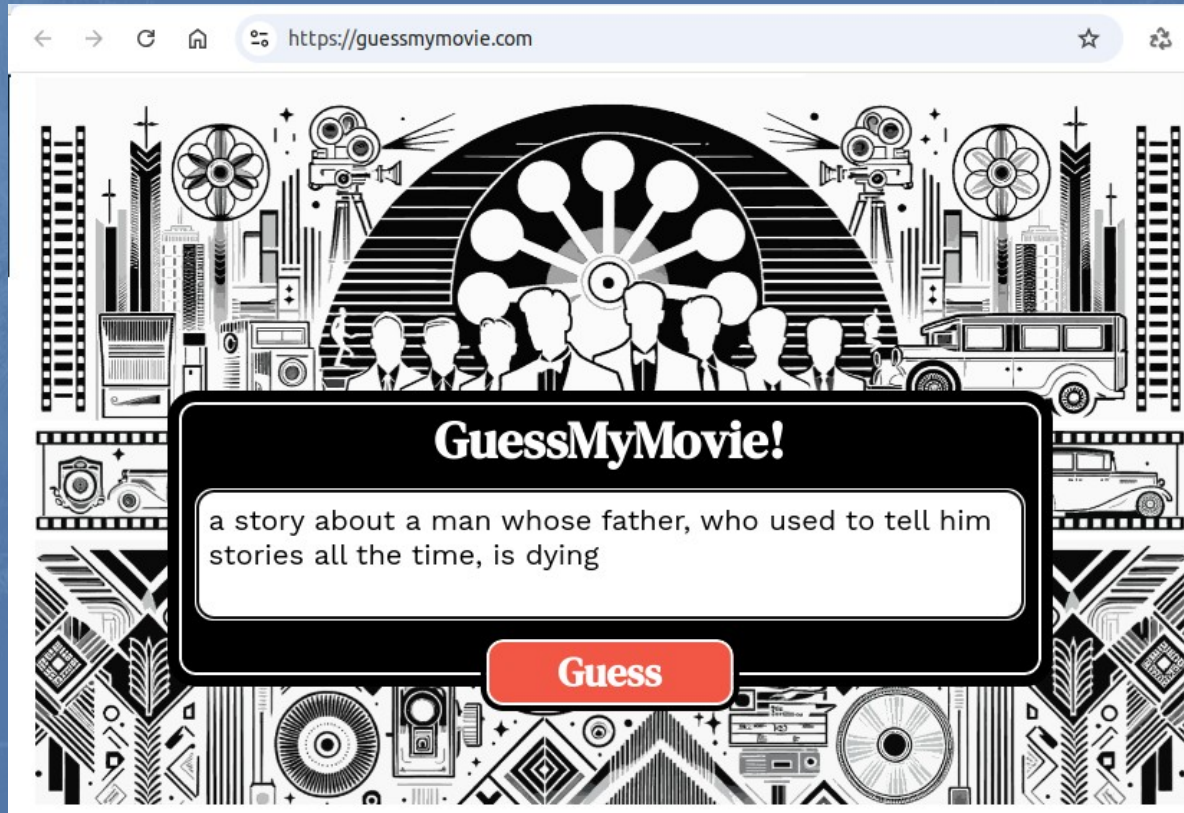 https://guessmymovie.com
GuessMyMovie!
a story about a man whose father, who used to tell him
stories all the time, is dying
Guess